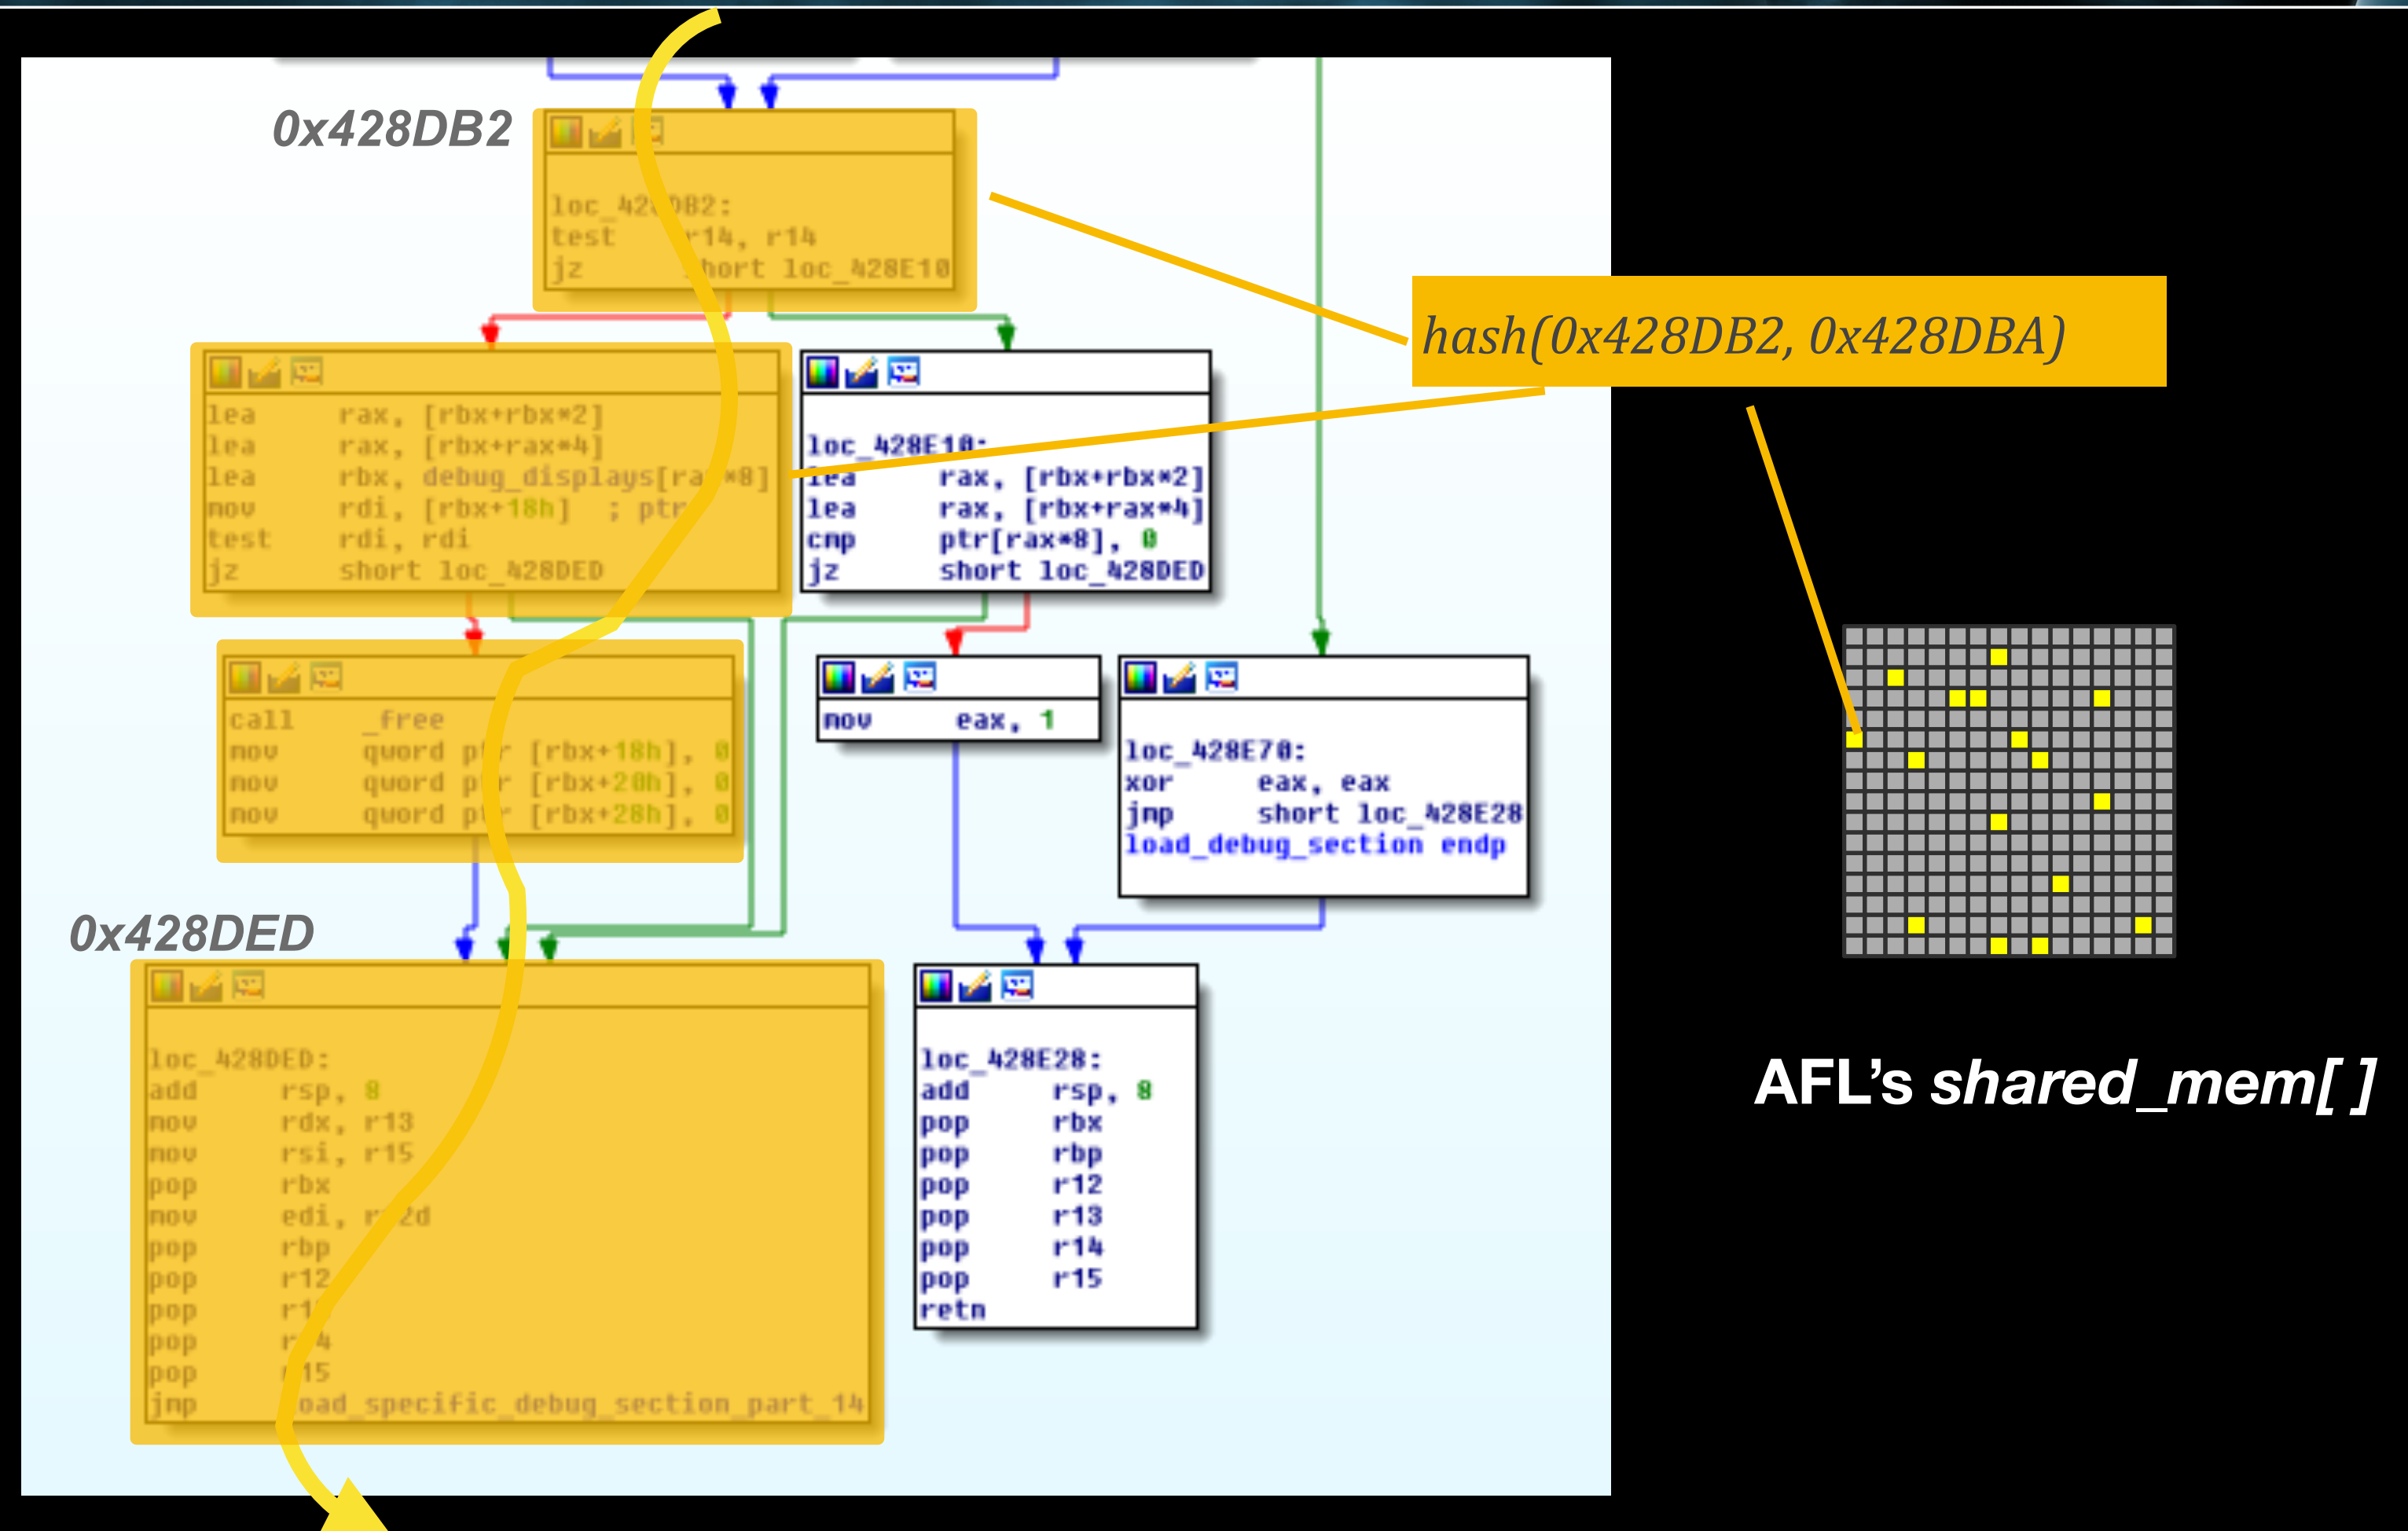 0x428DB2
loc_428DB2:
test r14, r14
jz short loc_428E10
hash(0x428DB2, 0x428DBA)
lea rax, [rbx+rbx*2]
lea rax, [rbx+rax*4]
lea rbx, debug_displays[rax*8]
mov rdi, [rbx+18h] ; ptr
test rdi, rdi
jz short loc_428DED
loc_428E10:
lea rax, [rbx+rbx*2]
lea rax, [rbx+rax*4]
cmp ptr[rax*8], 0
jz short loc_428DED
call _free
mov qword ptr [rbx+18h], 0
mov qword ptr [rbx+20h], 0
mov qword ptr [rbx+28h], 0
mov eax, 1
loc_428E70:
xor eax, eax
jmp short loc_428E28
load_debug_section endp
0x428DED
loc_428DED:
add rsp, 8
mov rdx, r13
mov rsi, r15
pop rbx
mov edi, r12d
pop rbp
pop r12
pop r13
pop r14
pop r15
jmp load_specific_debug_section_part_14
loc_428E28:
add rsp, 8
pop rbx
pop rbp
pop r12
pop r13
pop r14
pop r15
retn
AFL's shared_mem[ ]